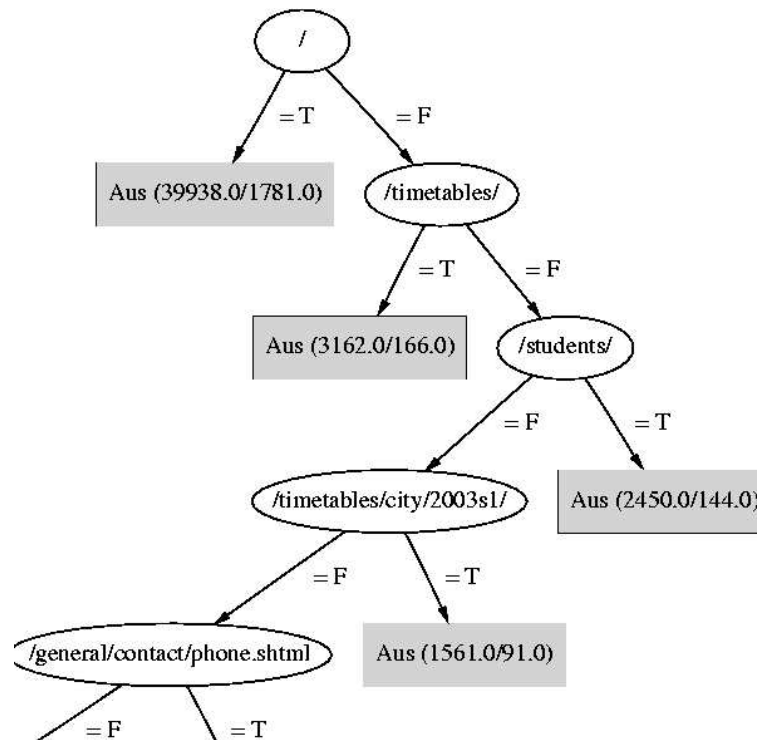 /
= T
= F
Aus (39938.0/1781.0)
/timetables/
= T
= F
Aus (3162.0/166.0)
/students/
= F
= T
/timetables/city/2003s1/
Aus (2450.0/144.0)
= F
= T
/general/contact/phone.shtml
Aus (1561.0/91.0)
= F
= T